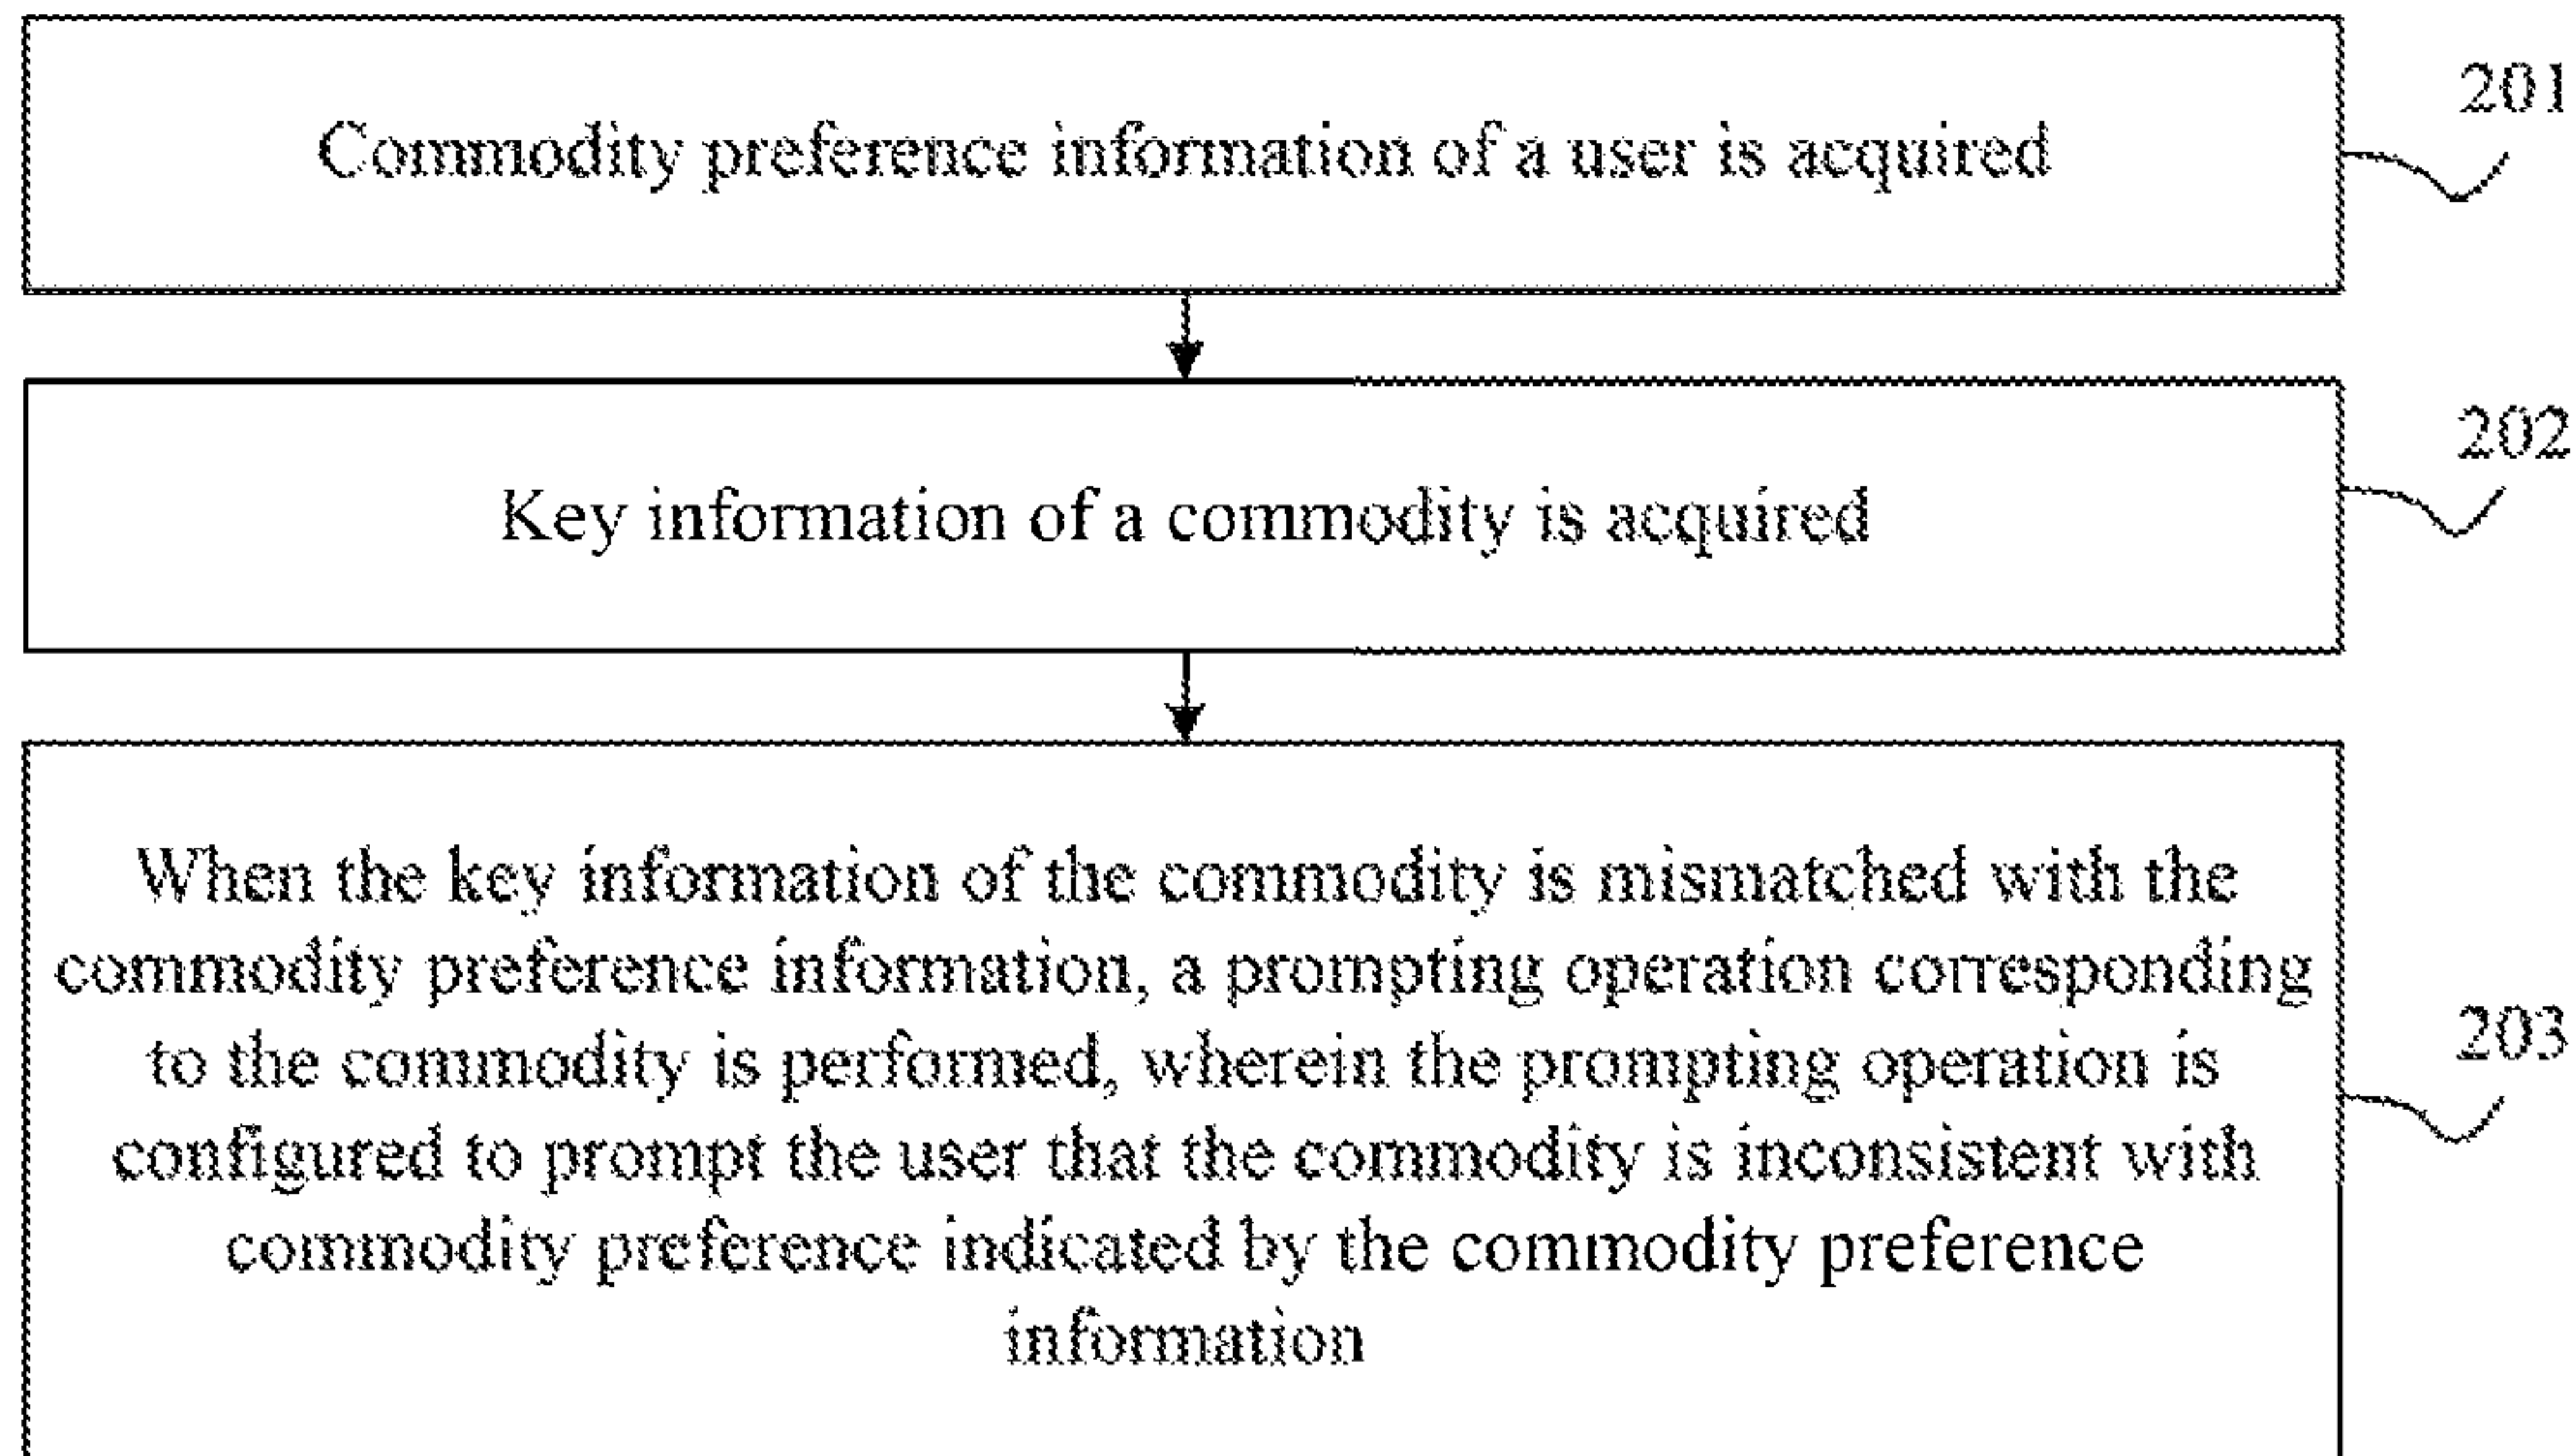 Commodity preference information of a user is acquired
201
Key information of a commodity is acquired
202
When the key information of the commodity is mismatched with the
commodity preference information, a prompting operation corresponding
to the commodity is performed, wherein the prompting operation is
configured to prompt the user that the commodity is inconsistent with
commodity preference indicated by the commodity preference
information
203